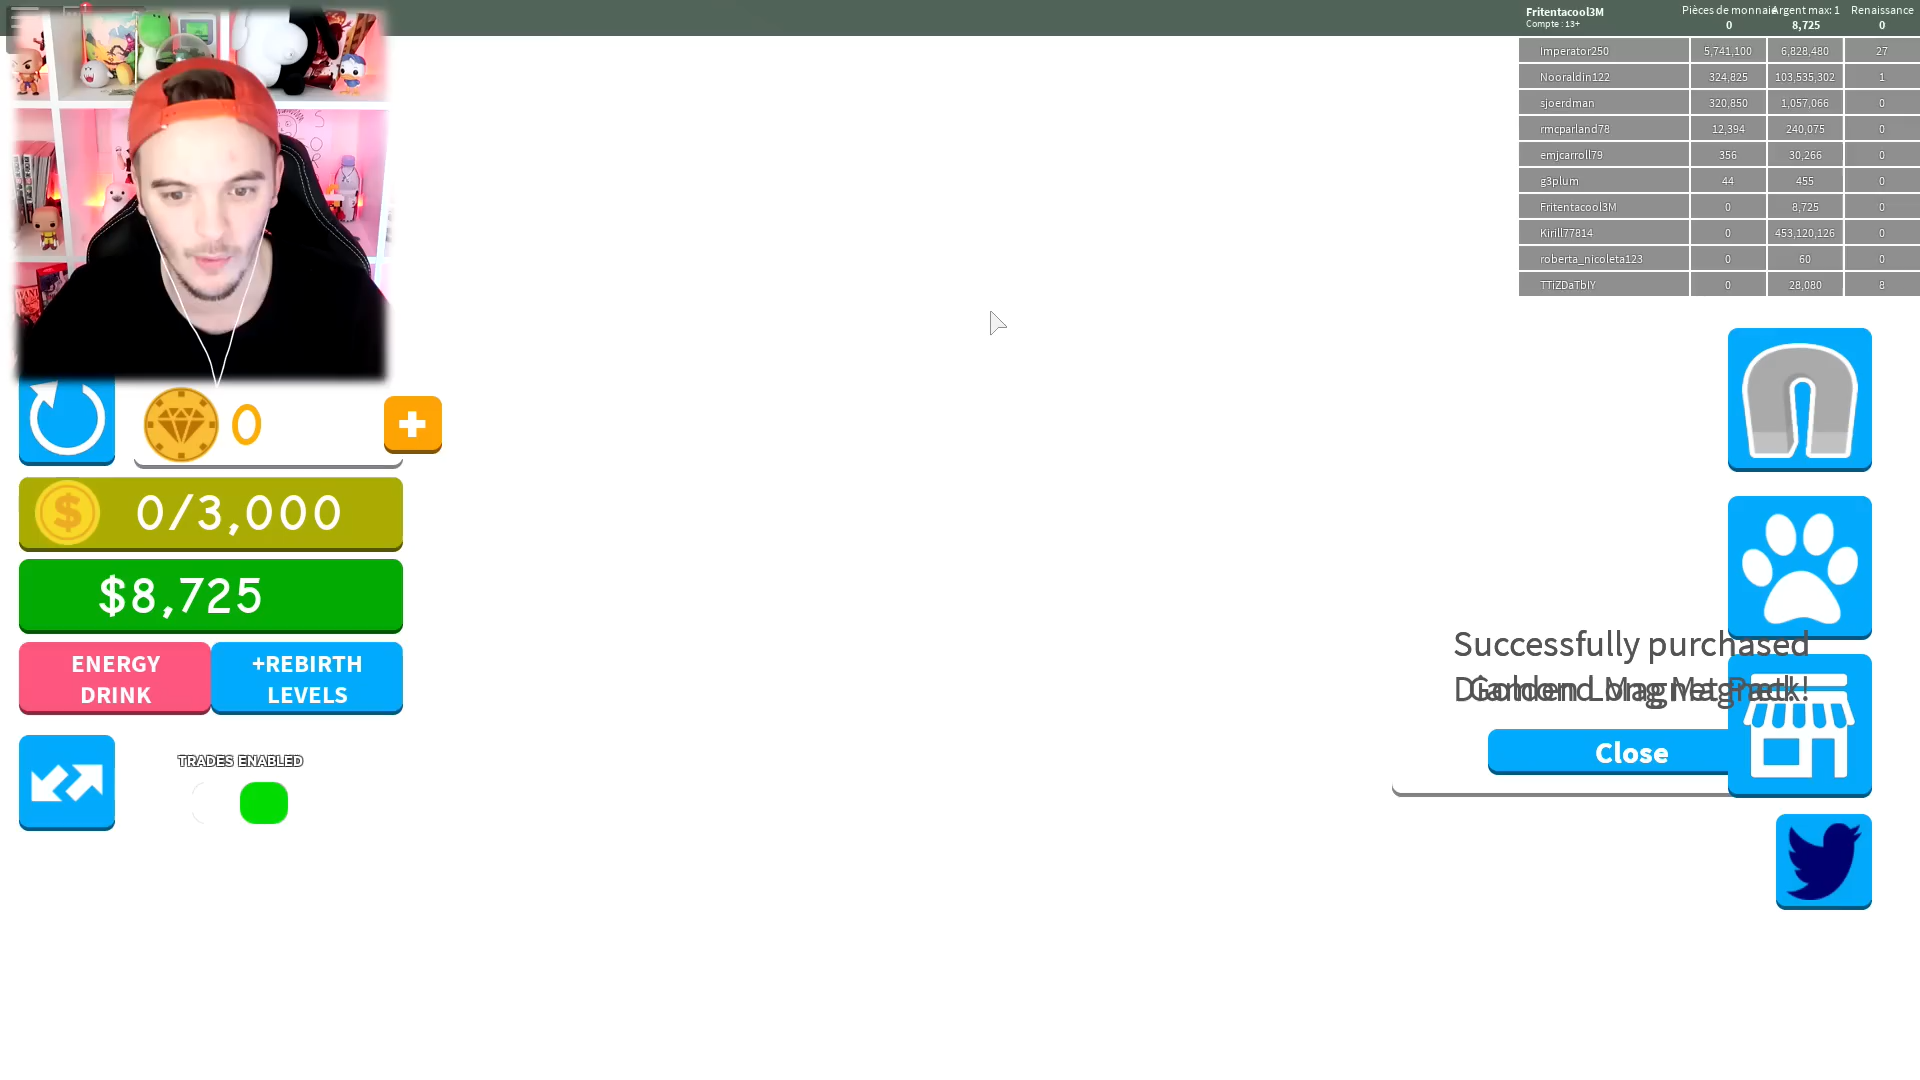 Fritentacool3M
Compte : 13+
Pièces de monnaie
0
Argent max: 1
8,725
Renaissance
0
Imperator250 5,741,100 6,828,480 27
Nooraldin122 324,825 103,535,302 1
sjoerdman 320,850 1,057,066 0
rmcparland78 12,394 240,075 0
emjcarroll79 356 30,266 0
g3plum 44 455 0
Fritentacool3M 0 8,725 0
Kirill77814 0 453,120,126 0
roberta_nicoleta123 0 60 0
TTiZDaTbIY 0 28,080 8
0
0/3,000
$8,725
ENERGY
DRINK
+REBIRTH
LEVELS
TRADES ENABLED
Successfully purchased
Close